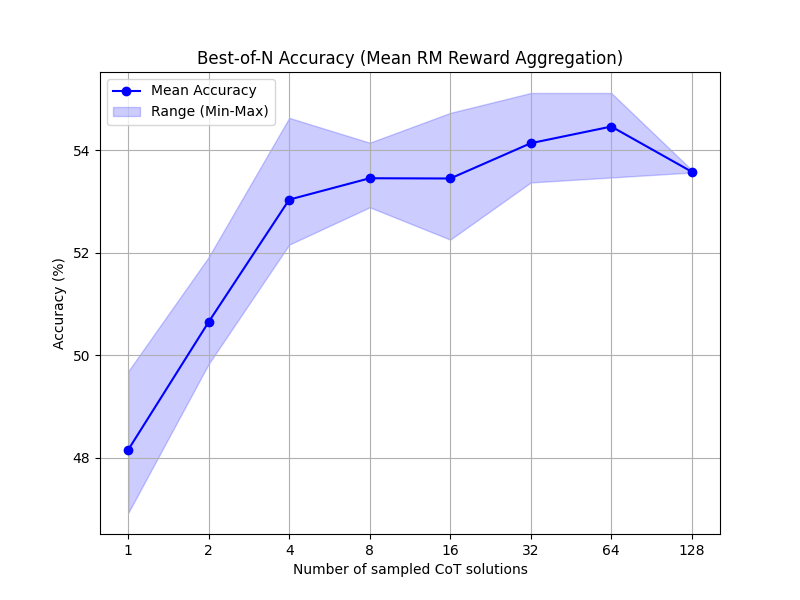 Best-of-N Accuracy (Mean RM Reward Aggregation)
Mean Accuracy
Range (Min-Max)
54
52
50
48
Accuracy (%)
1 2 4 8 16 32 64 128
Number of sampled CoT solutions